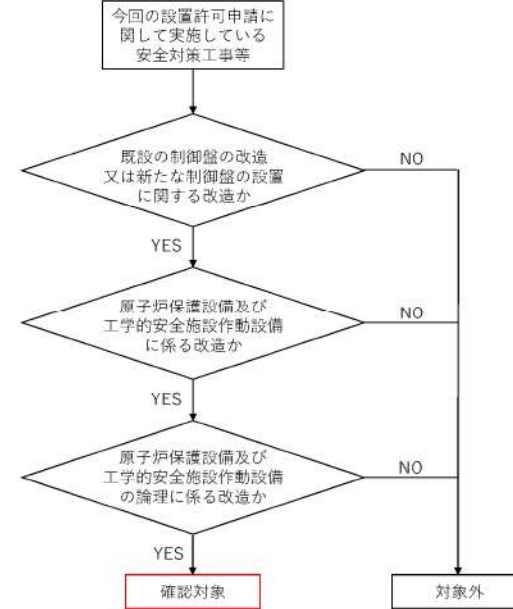 今回の設置許可申請に
関して実施している
安全対策工事等
既設の制御盤の改造
又は新たな制御盤の設置
に関する改造か
NO
YES
原子炉保護設備及び
工学的安全施設作動設備
に係る改造か
NO
YES
原子炉保護設備及び
工学的安全施設作動設備
の論理に係る改造か
NO
YES
確認対象
対象外